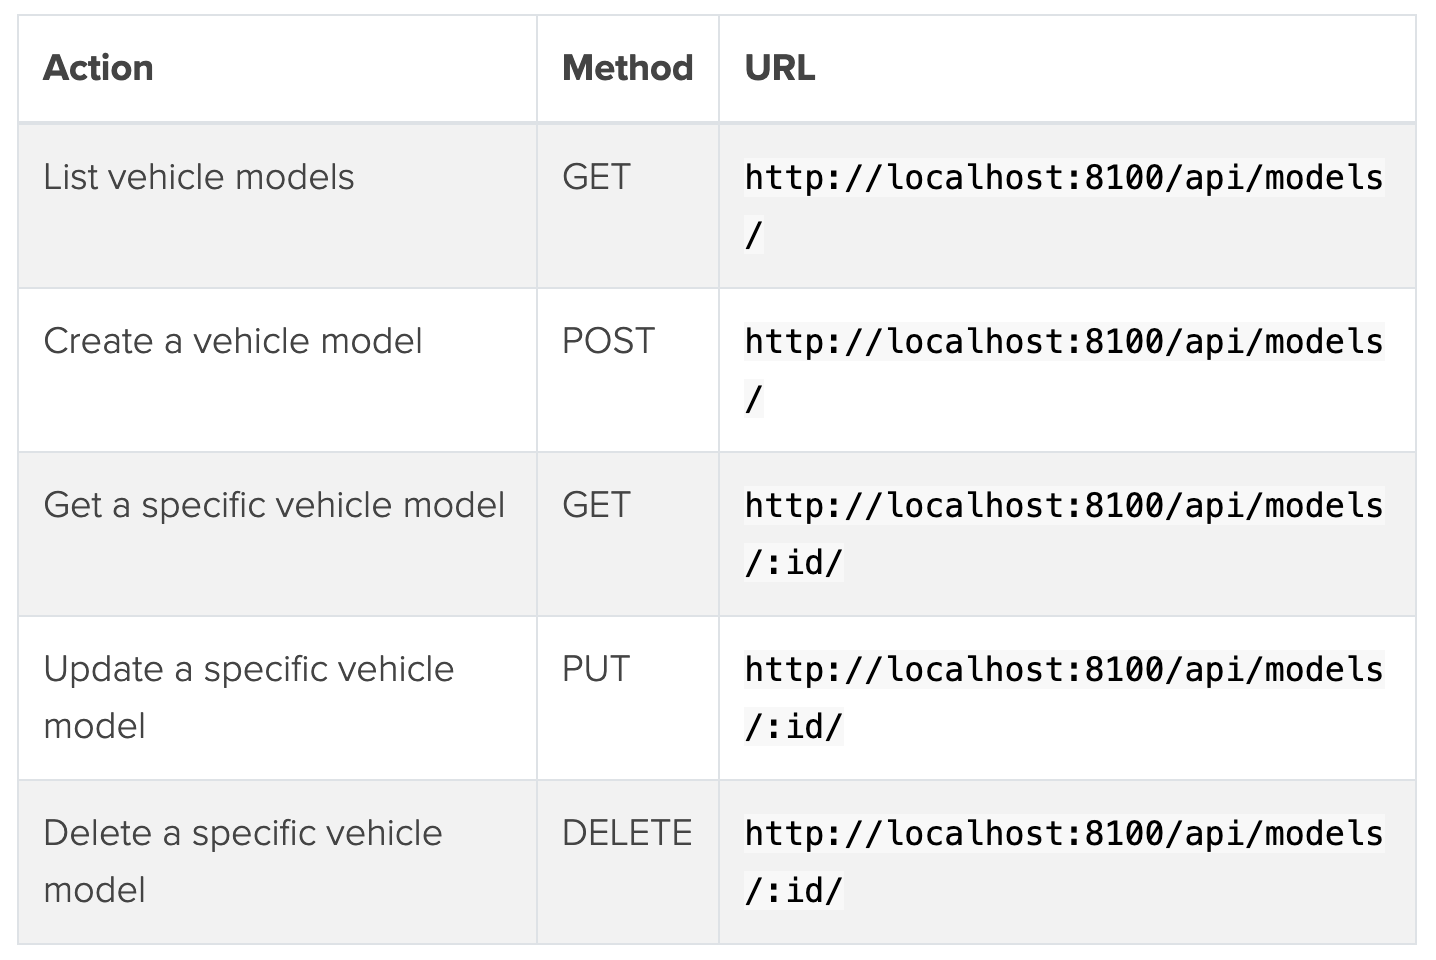 Action Method URL
List vehicle models GET http://localhost:8100/api/models
/
Create a vehicle model POST http://localhost:8100/api/models
/
Get a specific vehicle model GET http://localhost:8100/api/models
/:id/
Update a specific vehicle PUT http://localhost:8100/api/models
model /:id/
Delete a specific vehicle DELETE http://localhost:8100/api/models
model /:id/